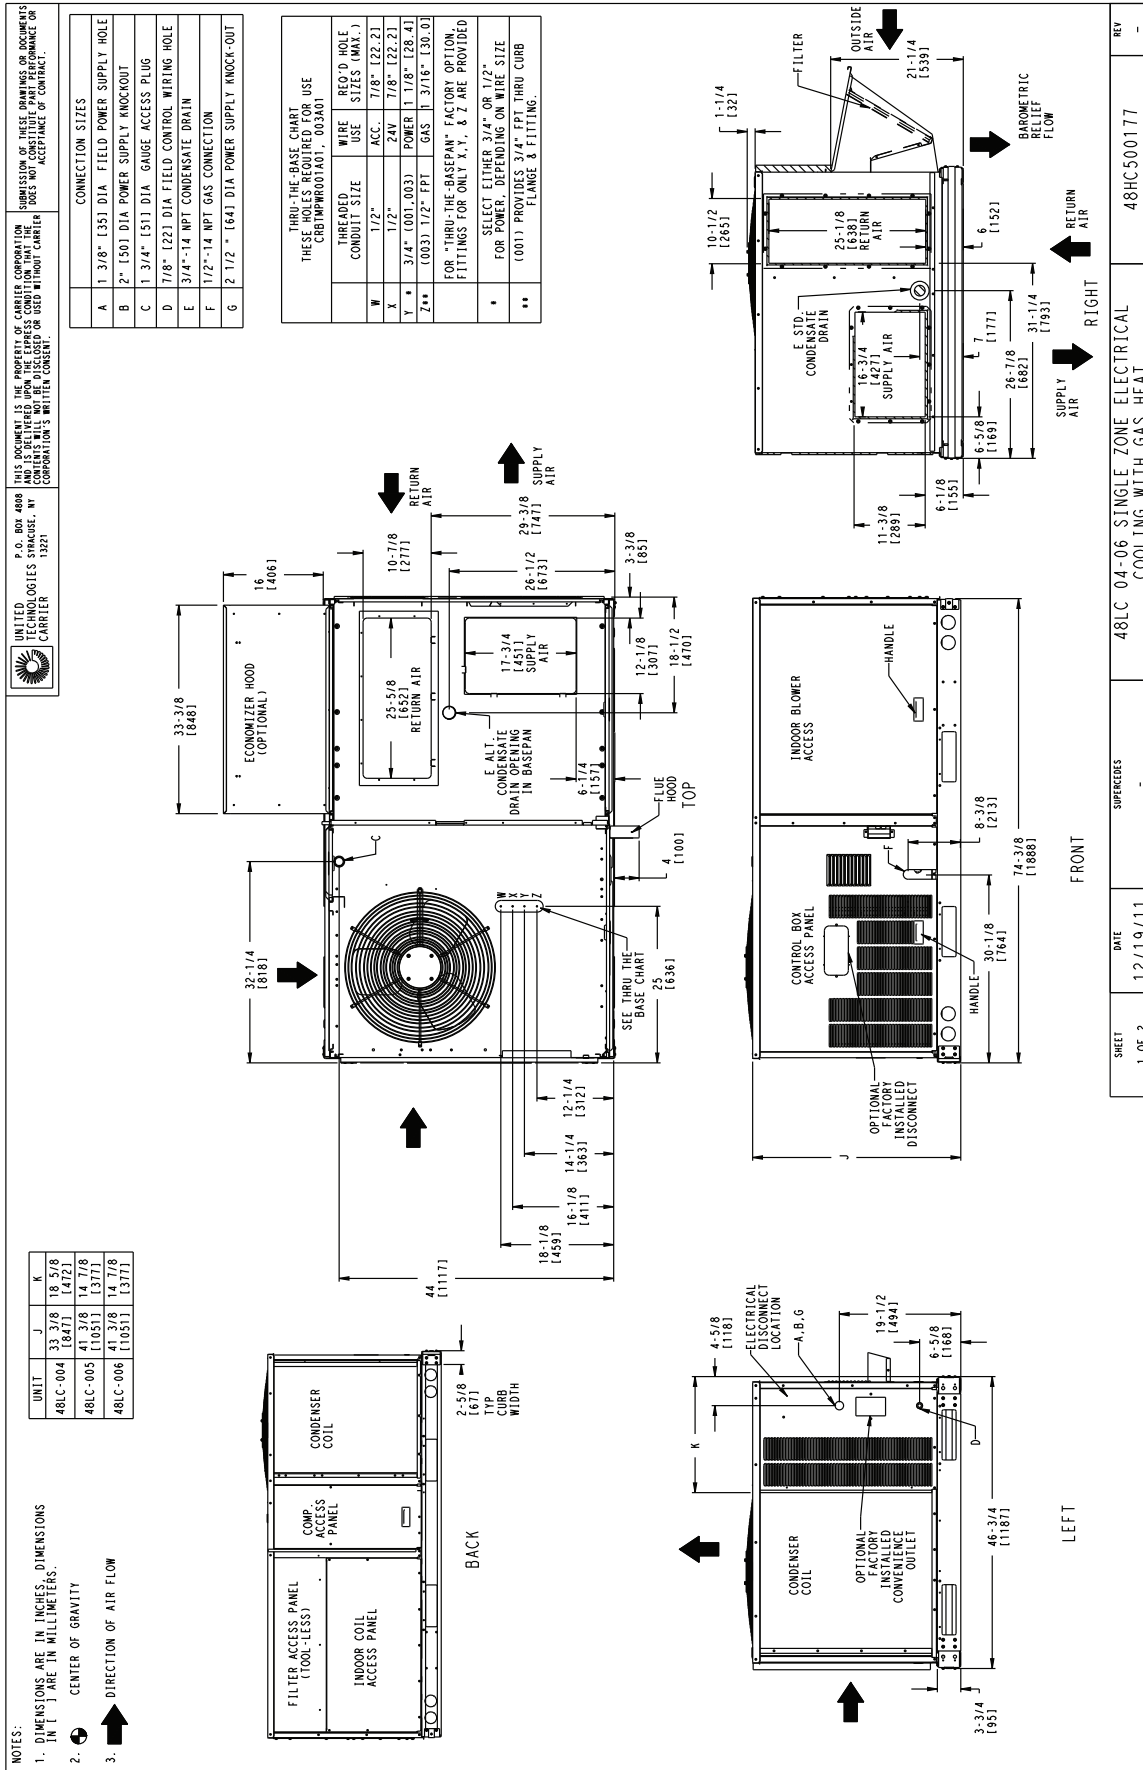 NOTES:
1. DIMENSIONS ARE IN INCHES, DIMENSIONS
IN [ ] ARE IN MILLIMETERS.
2. CENTER OF GRAVITY
3. DIRECTION OF AIR FLOW
UNIT J K
48LC-004 33 3/8 [847] 18 5/8 [472]
48LC-005 41 3/8 [1051] 14 7/8 [377]
48LC-006 41 3/8 [1051] 14 7/8 [377]
UNITED
TECHNOLOGIES
CARRIER
P.O. BOX 4808
SYRACUSE, NY
13221
THIS DOCUMENT IS THE PROPERTY OF CARRIER CORPORATION
AND IS DELIVERED UPON THE EXPRESS CONDITION THAT THE
CONTENTS WILL NOT BE DISCLOSED OR USED WITHOUT CARRIER
CORPORATION'S WRITTEN CONSENT.
SUBMISSION OF THESE DRAWINGS OR DOCUMENTS
DOES NOT CONSTITUTE PART PERFORMANCE OR
ACCEPTANCE OF CONTRACT.
CONNECTION SIZES
A 1 3/8" [35] DIA FIELD POWER SUPPLY HOLE
B 2" [50] DIA POWER SUPPLY KNOCKOUT
C 1 3/4" [51] DIA GAUGE ACCESS PLUG
D 7/8" [22] DIA FIELD CONTROL WIRING HOLE
E 3/4"-14 NPT CONDENSATE DRAIN
F 1/2"-14 NPT GAS CONNECTION
G 2 1/2 " [64] DIA POWER SUPPLY KNOCK-OUT
THRU-THE-BASE CHART
THESE HOLES REQUIRED FOR USE
CRBTMPWR001A01, 003A01
THREADED CONDUIT SIZE WIRE USE REQ'D HOLE SIZES (MAX.)
W 1/2" ACC. 7/8" [22.2]
X 1/2" 24V 7/8" [22.2]
Y * 3/4" (001,003) POWER 1 1/8" [28.4]
Z** (003) 1/2" FPT GAS 1 3/16" [30.0]
FOR "THRU-THE-BASEPAN" FACTORY OPTION,
FITTINGS FOR ONLY X,Y, & Z ARE PROVIDED
* SELECT EITHER 3/4" OR 1/2"
FOR POWER, DEPENDING ON WIRE SIZE
** (001) PROVIDES 3/4" FPT THRU CURB
FLANGE & FITTING.
FILTER ACCESS PANEL
(TOOL-LESS)
INDOOR COIL
ACCESS PANEL
COMP.
ACCESS
PANEL
CONDENSER
COIL
2-5/8
[67]
TYP
CURB
WIDTH
BACK
33-3/8
[848]
16
[406]
ECONOMIZER HOOD
(OPTIONAL)
32-1/4
[818]
C
25-5/8
[652]
RETURN AIR
10-7/8
[277]
RETURN
AIR
SUPPLY
AIR
29-3/8
[747]
26-1/2
[673]
3-3/8
[85]
17-3/4
[451]
SUPPLY
AIR
12-1/8
[307]
18-1/2
[470]
E ALT.
CONDENSATE
DRAIN OPENING
IN BASEPAN
6-1/4
[157]
FLUE
HOOD
4
[100]
W
X
Y
Z
SEE THRU THE
BASE CHART
25
[636]
12-1/4
[312]
14-1/4
[363]
16-1/8
[411]
18-1/8
[459]
44
[1117]
TOP
4-5/8
[118]
ELECTRICAL
DISCONNECT
LOCATION
A,B,G
19-1/2
[494]
6-5/8
[168]
K
D
CONDENSER
COIL
OPTIONAL
FACTORY
INSTALLED
CONVENIENCE
OUTLET
46-3/4
[1187]
3-3/4
[95]
LEFT
CONTROL BOX
ACCESS PANEL
INDOOR BLOWER
ACCESS
HANDLE
HANDLE
F
8-3/8
[213]
30-1/8
[764]
74-3/8
[1888]
OPTIONAL
FACTORY
INSTALLED
DISCONNECT
J
FRONT
FILTER
OUTSIDE
AIR
21-1/4
[539]
1-1/4
[32]
BAROMETRIC
RELIEF
FLOW
10-1/2
[265]
25-1/8
[638]
RETURN
AIR
6
[152]
RETURN
AIR
E STD.
CONDENSATE
DRAIN
16-3/4
[427]
SUPPLY AIR
7
[177]
31-1/4
[793]
26-7/8
[682]
6-5/8
[169]
6-1/8
[155]
11-3/8
[289]
SUPPLY
AIR
RIGHT
SHEET
1 OF 2
DATE
12/19/11
SUPERCEDES
-
48LC 04-06 SINGLE ZONE ELECTRICAL
COOLING WITH GAS HEAT
48HC500177
REV
-